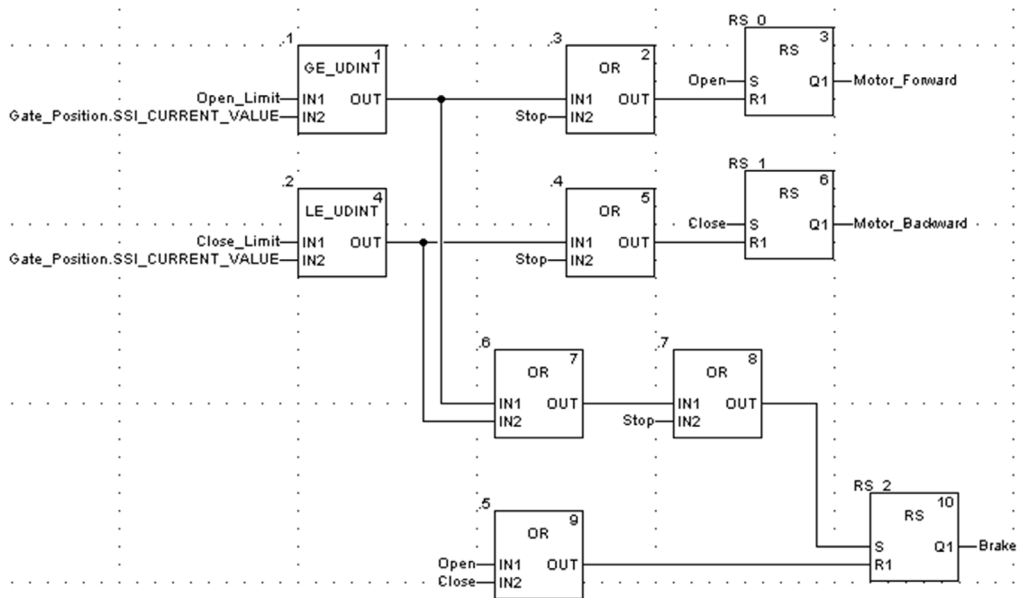 RS_0
.1
1
.3
2
3
GE_UDINT
OR
RS
Open_Limit IN1 OUT
IN1 OUT
Open S Q1 Motor_Forward
Gate_Position.SSI_CURRENT_VALUE IN2
Stop IN2
R1
RS_1
.2
4
.4
5
6
LE_UDINT
OR
RS
Close_Limit IN1 OUT
IN1 OUT
Close S Q1 Motor_Backward
Gate_Position.SSI_CURRENT_VALUE IN2
Stop IN2
R1
.6
7
.7
8
OR
OR
IN1 OUT
IN1 OUT
IN2
Stop IN2
RS_2
.5
9
10
OR
RS
Open IN1 OUT
S Q1 Brake
Close IN2
R1